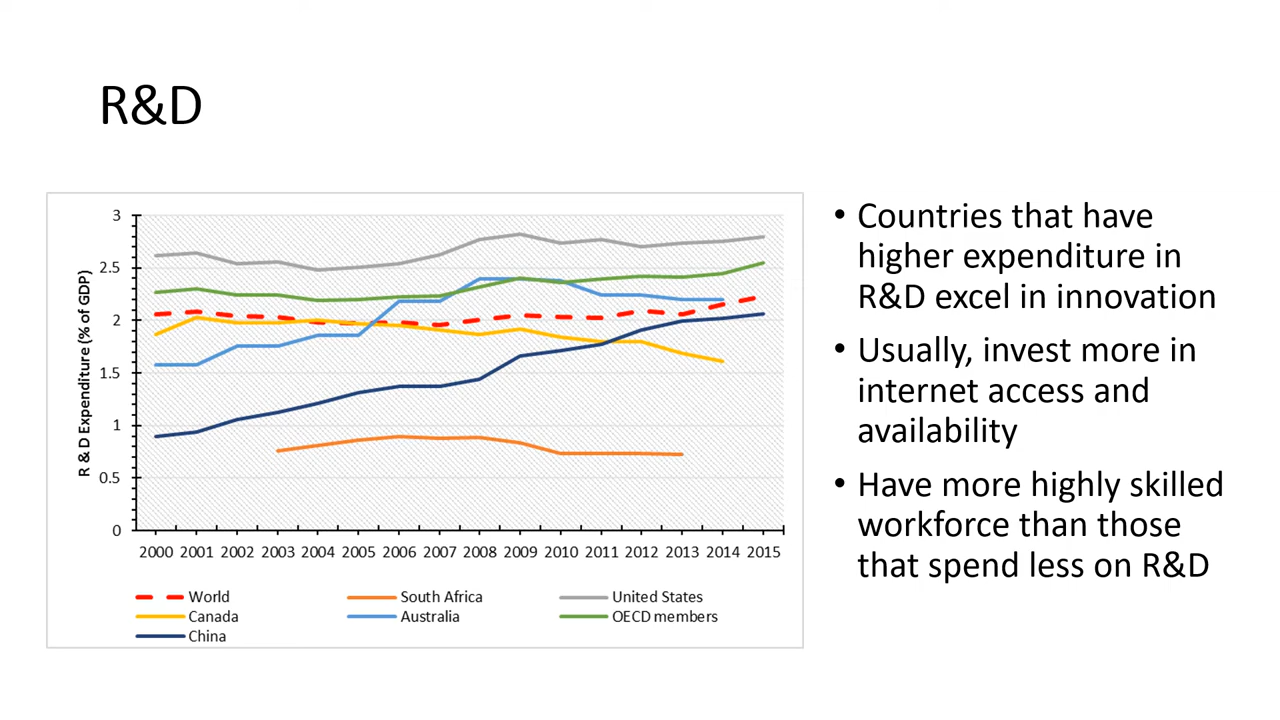 R&D
3
2.5
2
1.5
1
0.5
0
R & D Expenditure (% of GDP)
2000 2001 2002 2003 2004 2005 2006 2007 2008 2009 2010 2011 2012 2013 2014 2015
World South Africa United States
Canada Australia OECD members
China
• Countries that have
higher expenditure in
R&D excel in innovation
• Usually, invest more in
internet access and
availability
• Have more highly skilled
workforce than those
that spend less on R&D